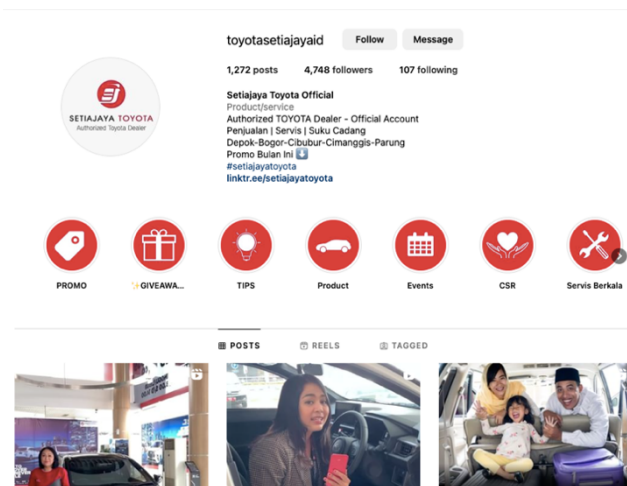 toyotasetiajayaid Follow Message
1,272 posts 4,748 followers 107 following
SETIAJAYA TOYOTA
Authorized Toyota Dealer
Setiajaya Toyota Official
Product/service
Authorized TOYOTA Dealer - Official Account
Penjualan | Servis | Suku Cadang
Depok-Bogor-Cibubur-Cimanggis-Parung
Promo Bulan Ini ⬇️
#setiajayatoyota
linktr.ee/setiajayatoyota
PROMO ✨GIVEAWA... TIPS Product Events CSR Servis Berkala
POSTS REELS TAGGED